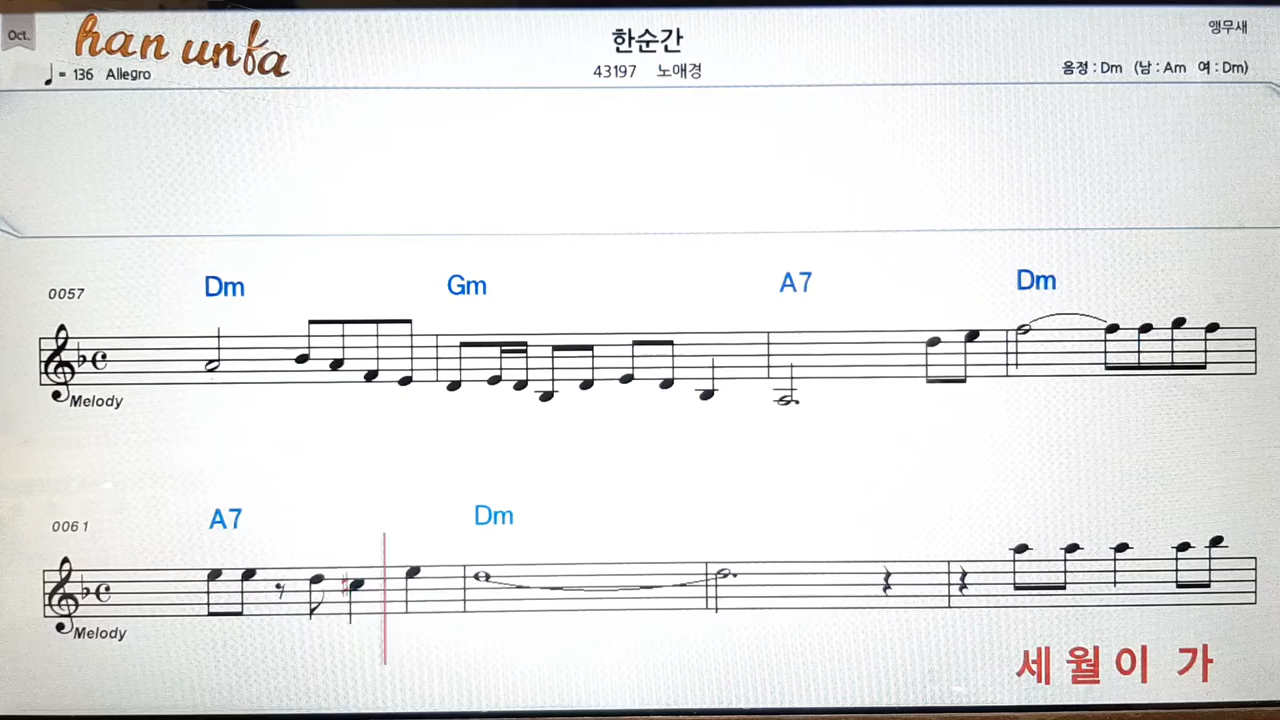 Oct.
han unfa
= 136 Allegro
한순간
43197 노애경
앵무새
음정 : Dm (남 : Am 여 : Dm)
0057
Dm Gm A7 Dm
Melody
0061
A7 Dm
Melody
세 월 이 가